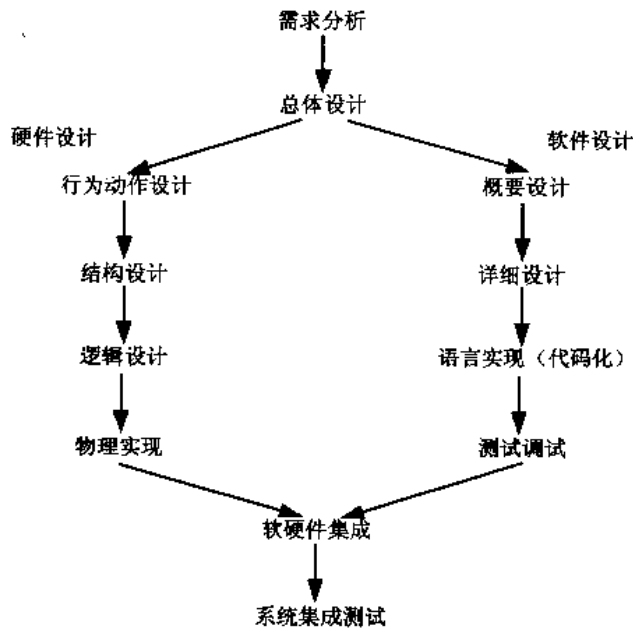 需求分析
总体设计
硬件设计
软件设计
行为动作设计
概要设计
结构设计
详细设计
逻辑设计
语言实现（代码化）
物理实现
测试调试
软硬件集成
系统集成测试